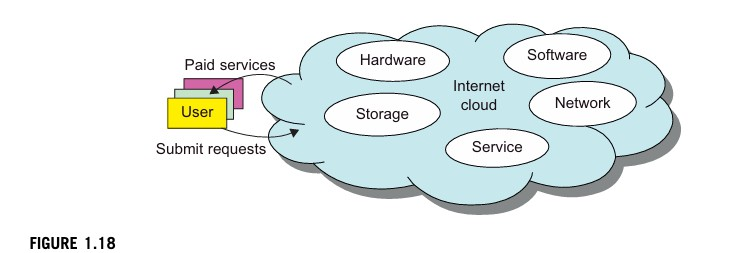 Paid services
User
Submit requests
Hardware
Software
Internet
cloud
Storage
Network
Service
FIGURE 1.18